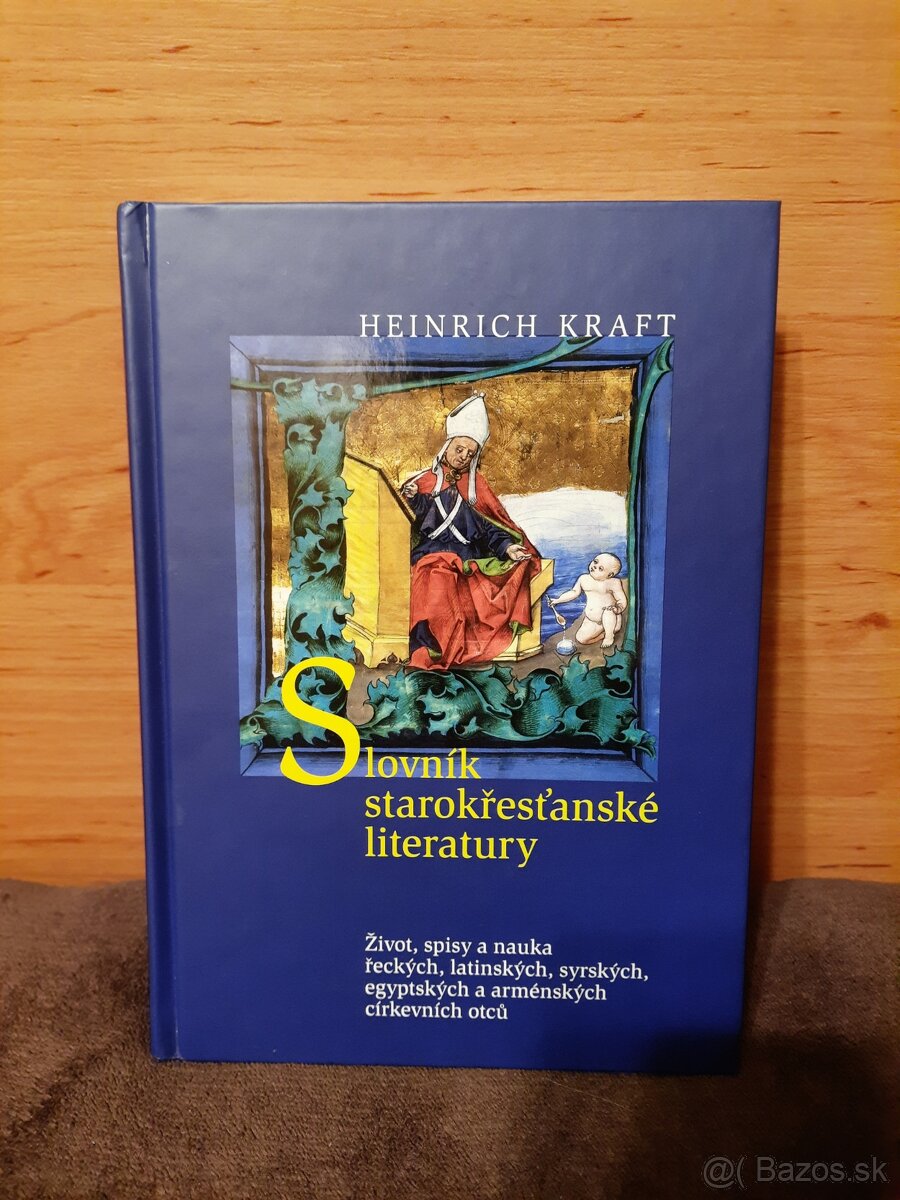 HEINRICH KRAFT
Slovník
starokřesťanské
literatury
Život, spisy a nauka
řeckých, latinských, syrských,
egyptských a arménských
církevních otců
@( Bazos.sk